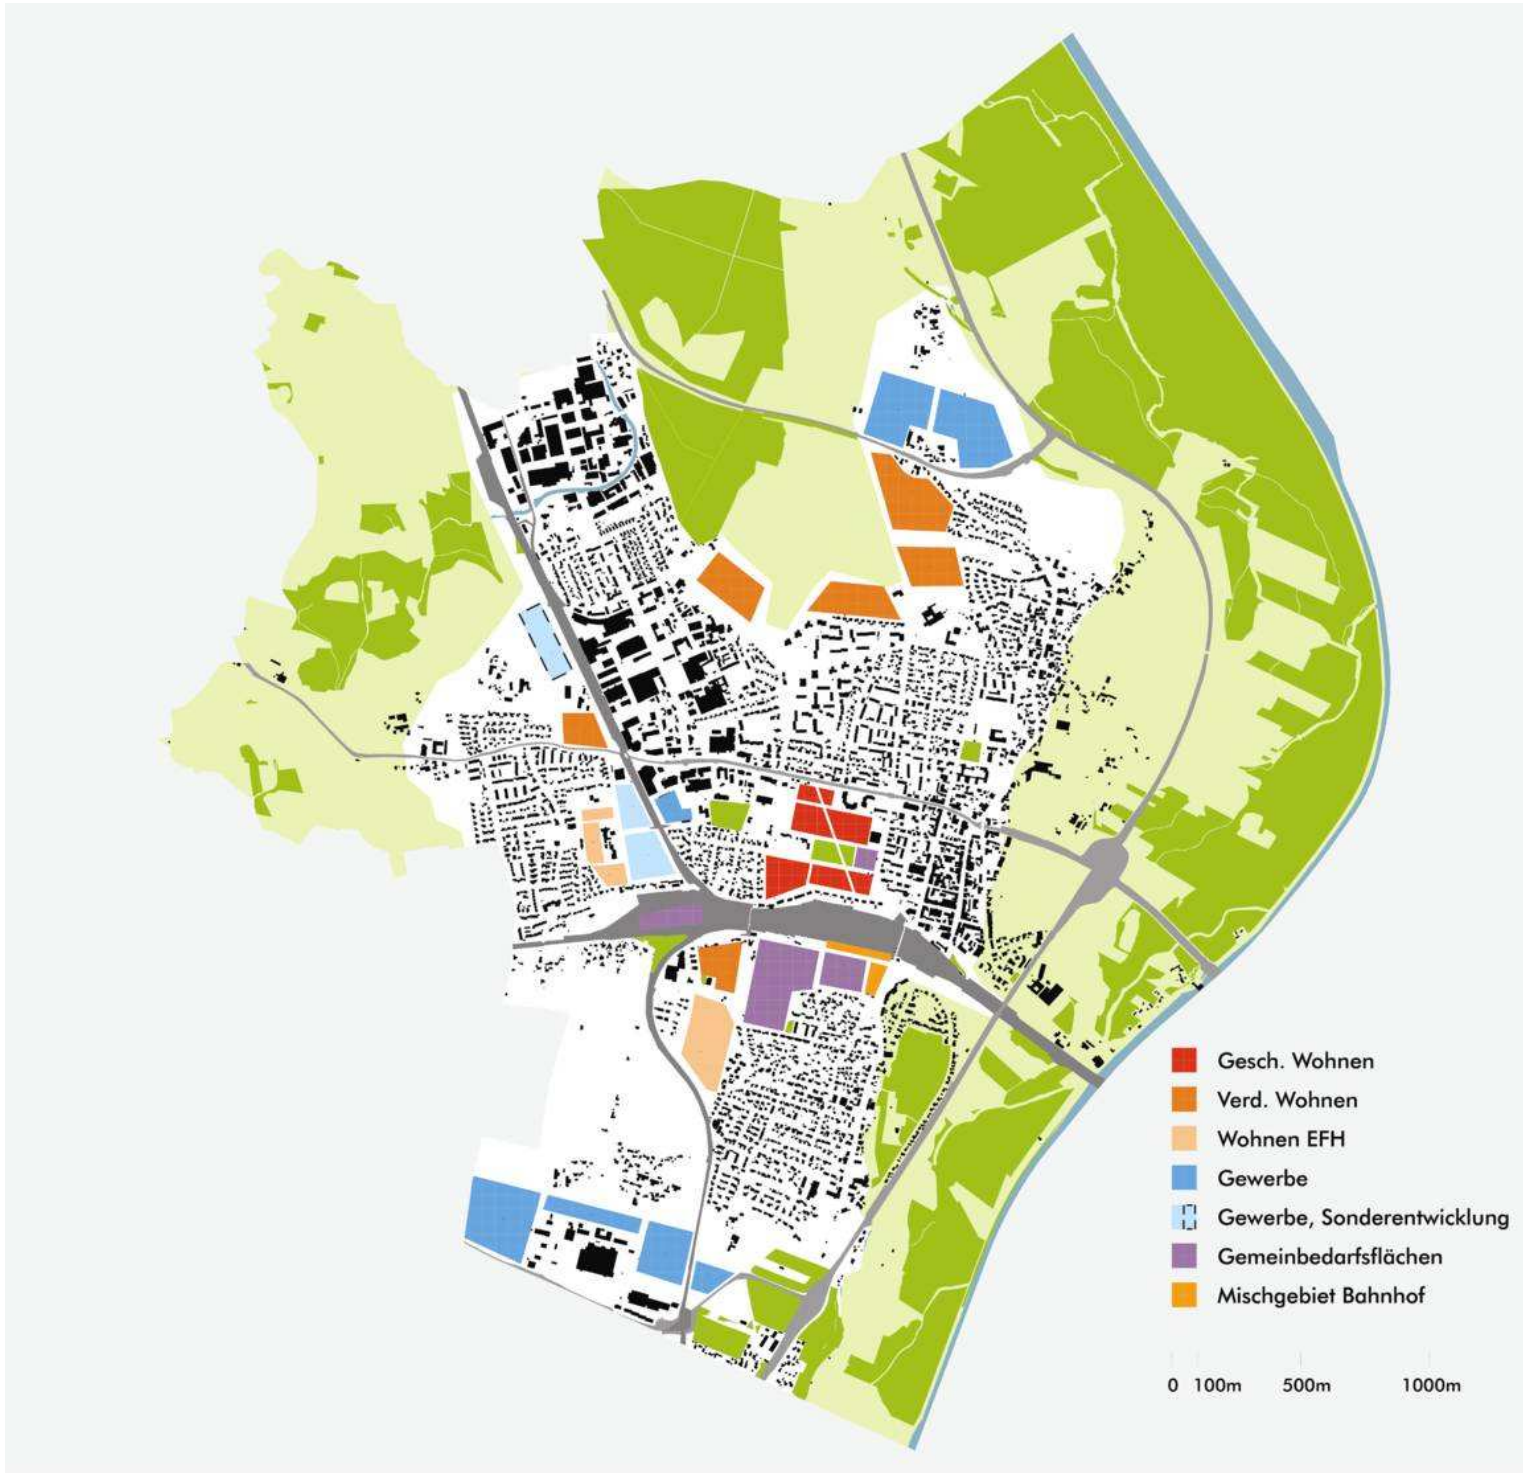 Gesch. Wohnen
Verd. Wohnen
Wohnen EFH
Gewerbe
Gewerbe, Sonderentwicklung
Gemeinbedarfsflächen
Mischgebiet Bahnhof
0 100m 500m 1000m